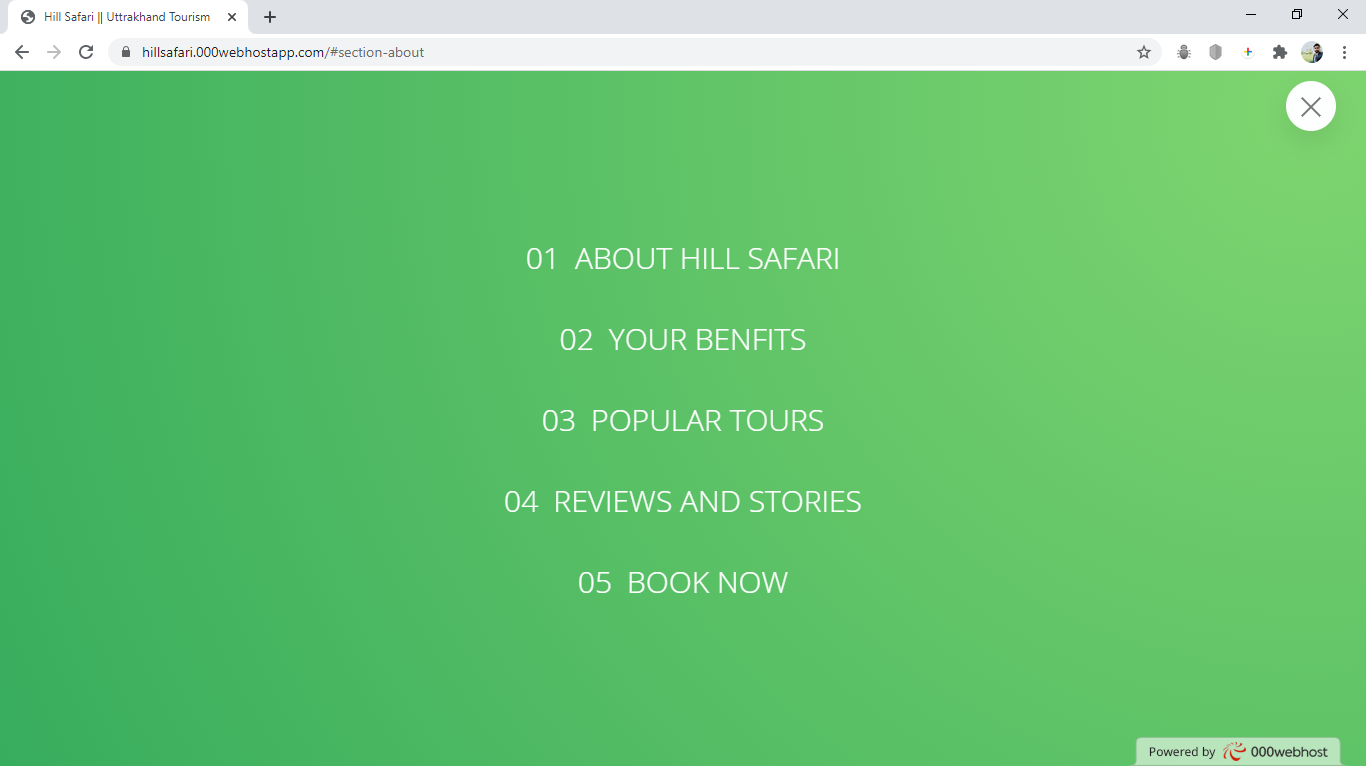 Hill Safari || Uttrakhand Tourism
hillsafari.000webhostapp.com/#section-about
01 ABOUT HILL SAFARI
02 YOUR BENFITS
03 POPULAR TOURS
04 REVIEWS AND STORIES
05 BOOK NOW
Powered by 000webhost